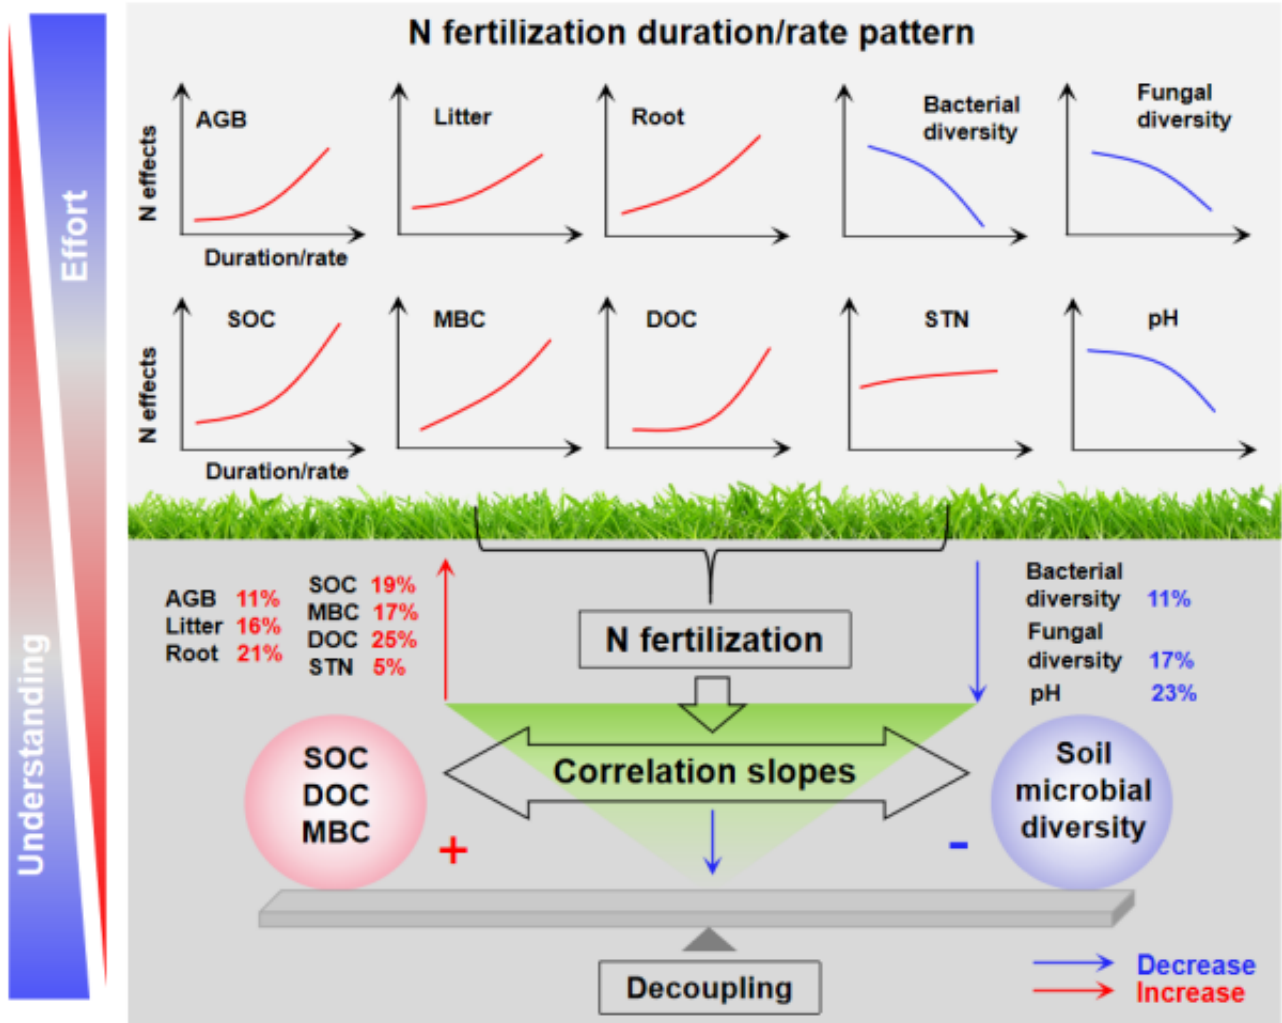 N fertilization duration/rate pattern
Effort
Understanding
N effects
AGB
Duration/rate
Litter
Root
Bacterial
diversity
Fungal
diversity
N effects
SOC
Duration/rate
MBC
DOC
STN
pH
AGB 11%
Litter 16%
Root 21%
SOC 19%
MBC 17%
DOC 25%
STN 5%
N fertilization
Bacterial
diversity 11%
Fungal
diversity 17%
pH 23%
SOC
DOC
MBC
+
Correlation slopes
-
Soil
microbial
diversity
Decoupling
Decrease
Increase